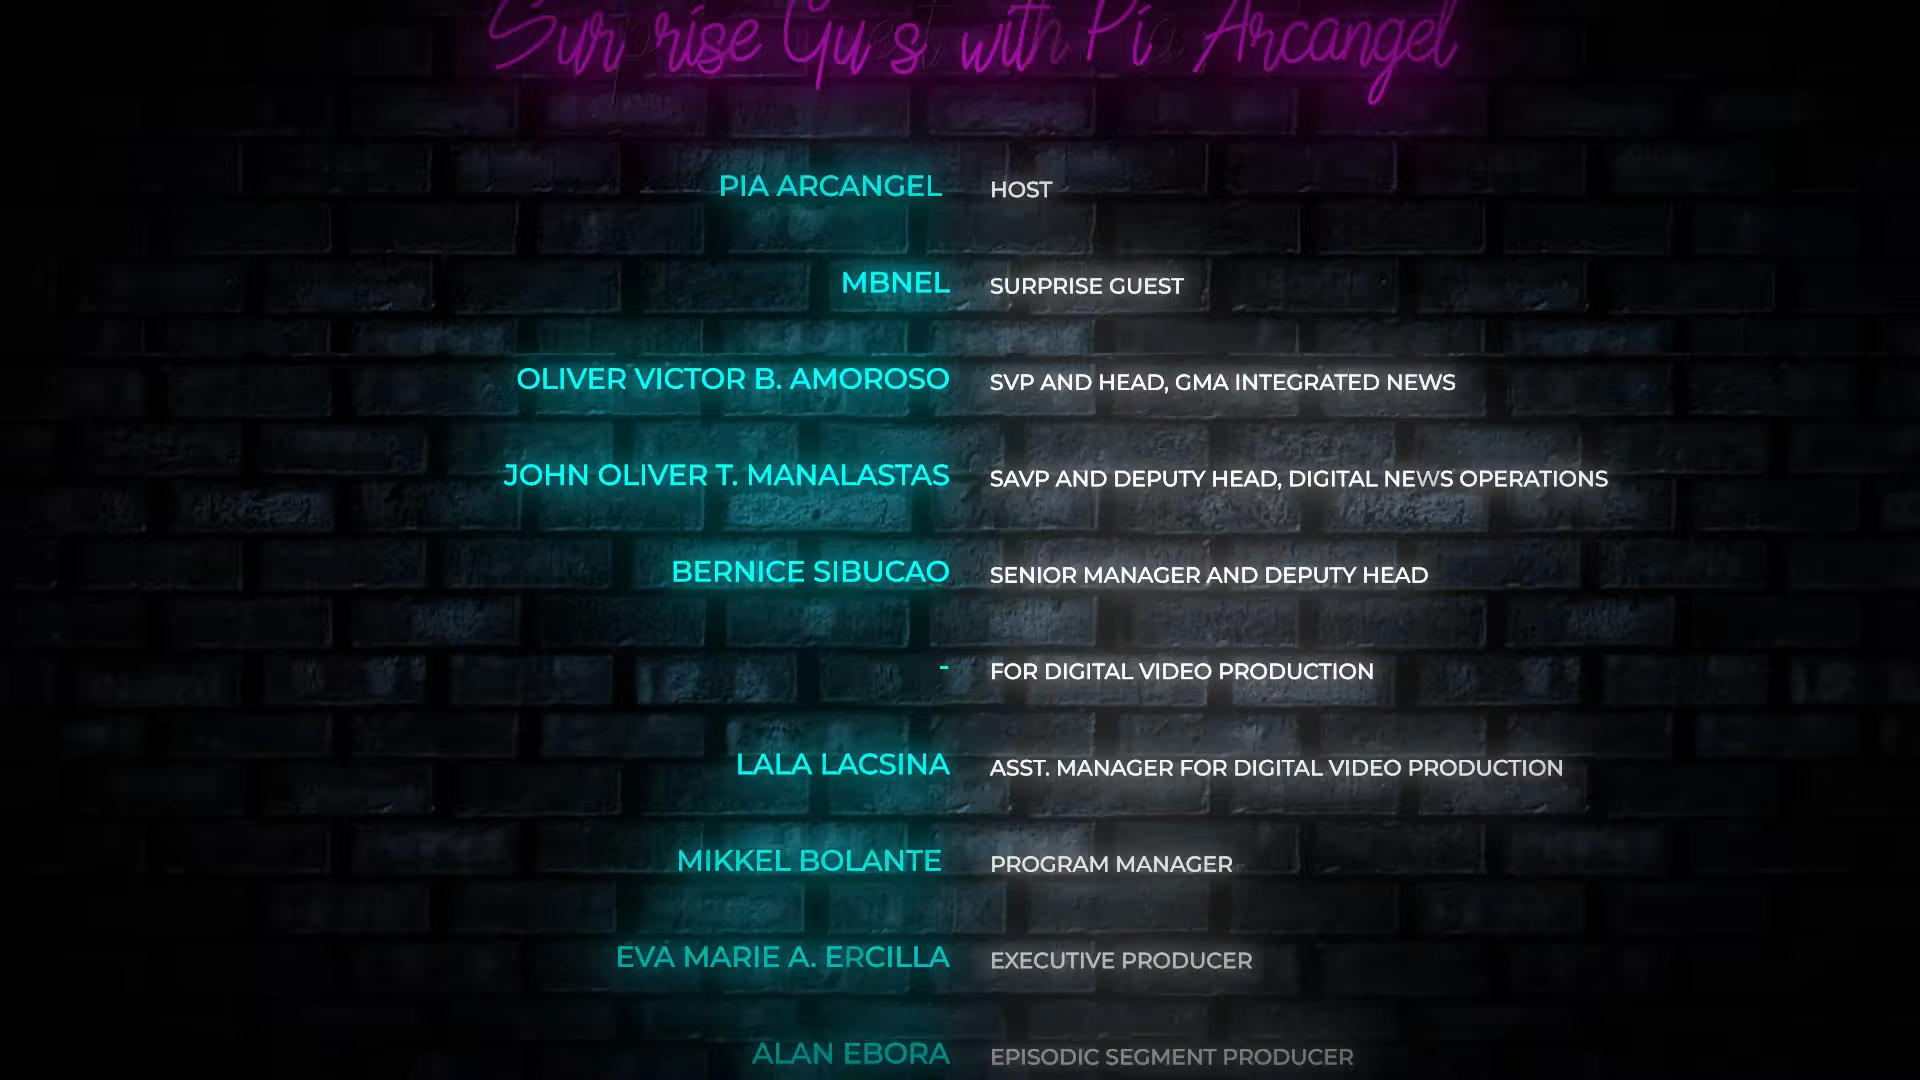 Surprise Guest with Pia Arcangel
PIA ARCANGEL HOST
MBNEL SURPRISE GUEST
OLIVER VICTOR B. AMOROSO SVP AND HEAD, GMA INTEGRATED NEWS
JOHN OLIVER T. MANALASTAS SAVP AND DEPUTY HEAD, DIGITAL NEWS OPERATIONS
BERNICE SIBUCAO SENIOR MANAGER AND DEPUTY HEAD
- FOR DIGITAL VIDEO PRODUCTION
LALA LACSINA ASST. MANAGER FOR DIGITAL VIDEO PRODUCTION
MIKKEL BOLANTE PROGRAM MANAGER
EVA MARIE A. ERCILLA EXECUTIVE PRODUCER
ALAN EBORA EPISODIC SEGMENT PRODUCER